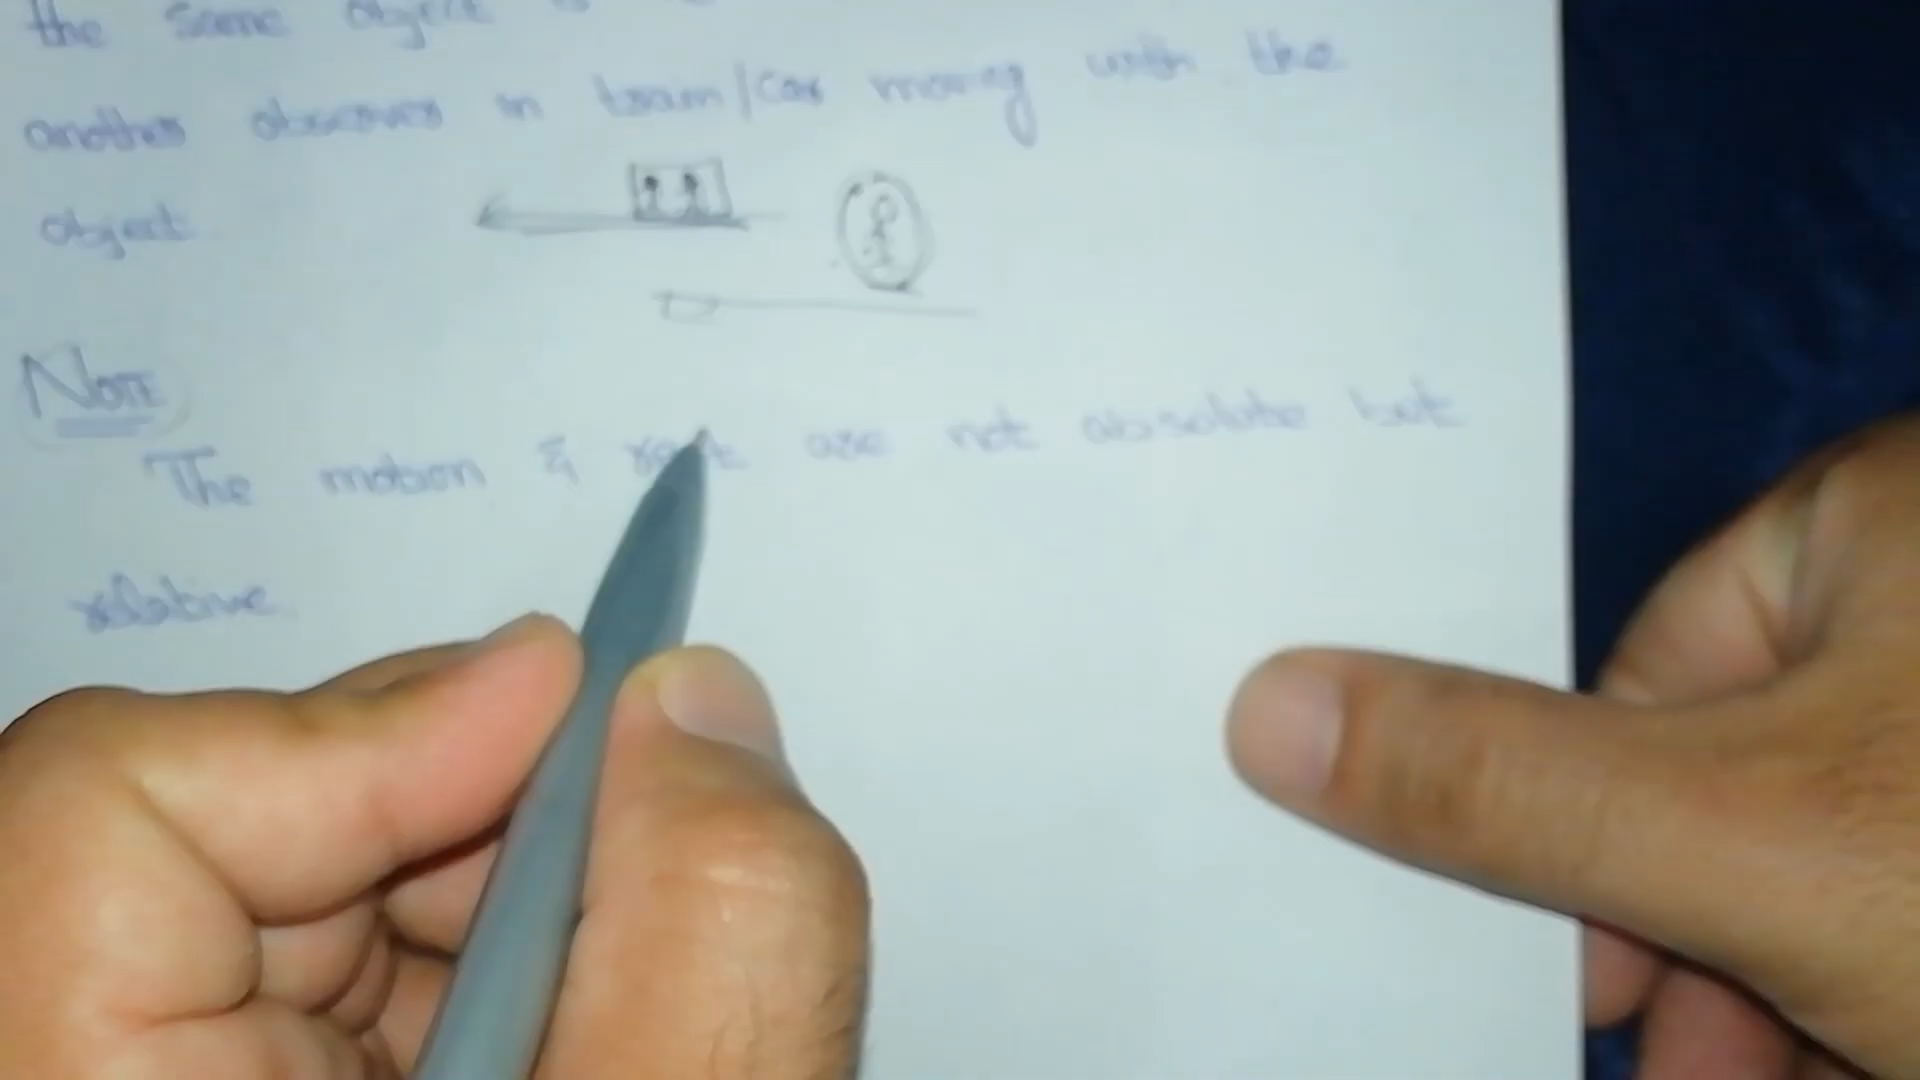 the same object is
another observer in train/car moving with the
object
NOTE
The motion & rest are not absolute but
relative